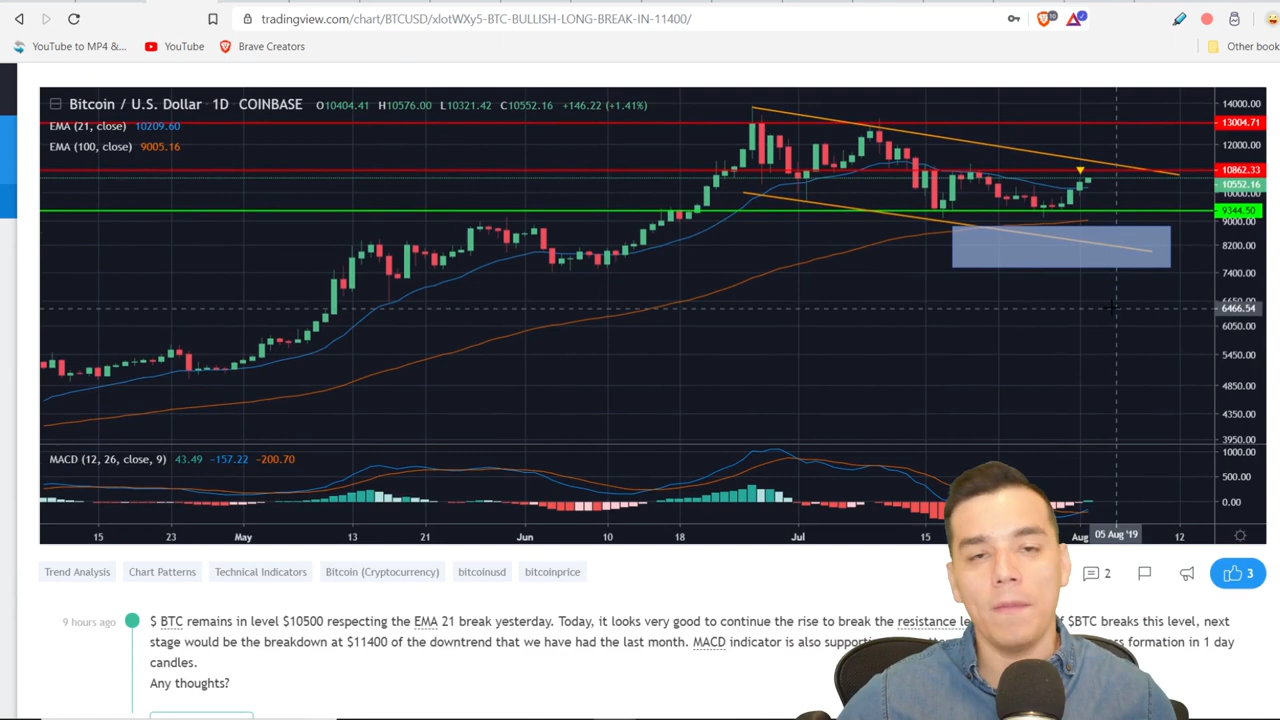 tradingview.com/chart/BTCUSD/xlotWXy5-BTC-BULLISH-LONG-BREAK-IN-11400/
10
YouTube to MP4 &... YouTube Brave Creators Other book
Bitcoin / U.S. Dollar 1D COINBASE O10404.41 H10576.00 L10321.42 C10552.16 +146.22 (+1.41%)
EMA (21, close) 10209.60
EMA (100, close) 9005.16
14000.00
13004.71
12000.00
10862.33
10552.16
10000.00
9344.50
9000.00
8200.00
7400.00
6650.00
6466.54
6050.00
5450.00
4850.00
4350.00
3950.00
MACD (12, 26, close, 9) 43.49 −157.22 −200.70
1000.00
500.00
0.00
15 23 May 13 21 Jun 10 18 Jul 15 Aug 05 Aug '19 12
Trend Analysis Chart Patterns Technical Indicators Bitcoin (Cryptocurrency) bitcoinusd bitcoinprice 2 3
9 hours ago $ BTC remains in level $10500 respecting the EMA 21 break yesterday. Today, it looks very good to continue the rise to break the resistance $BTC breaks this level, next
stage would be the breakdown at $11400 of the downtrend that we have had the last month. MACD indicator is also formation in 1 day
candles.
Any thoughts?